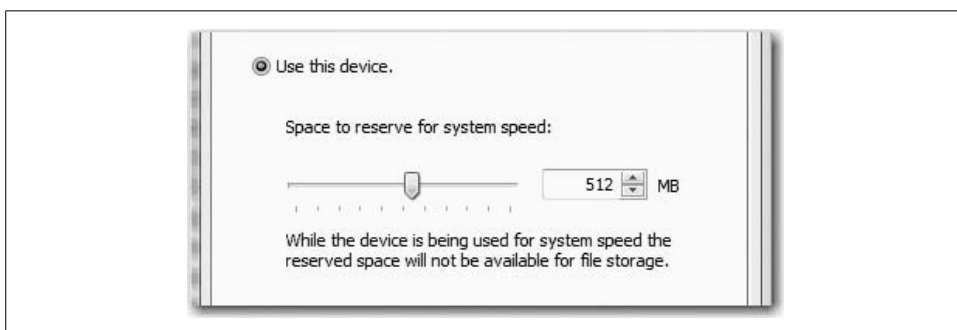 Use this device.
Space to reserve for system speed:
512 MB
While the device is being used for system speed the
reserved space will not be available for file storage.